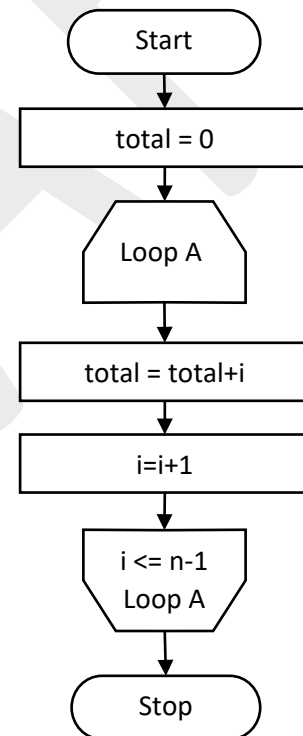 Start
total = 0
Loop A
total = total+i
i=i+1
i <= n-1
Loop A
Stop